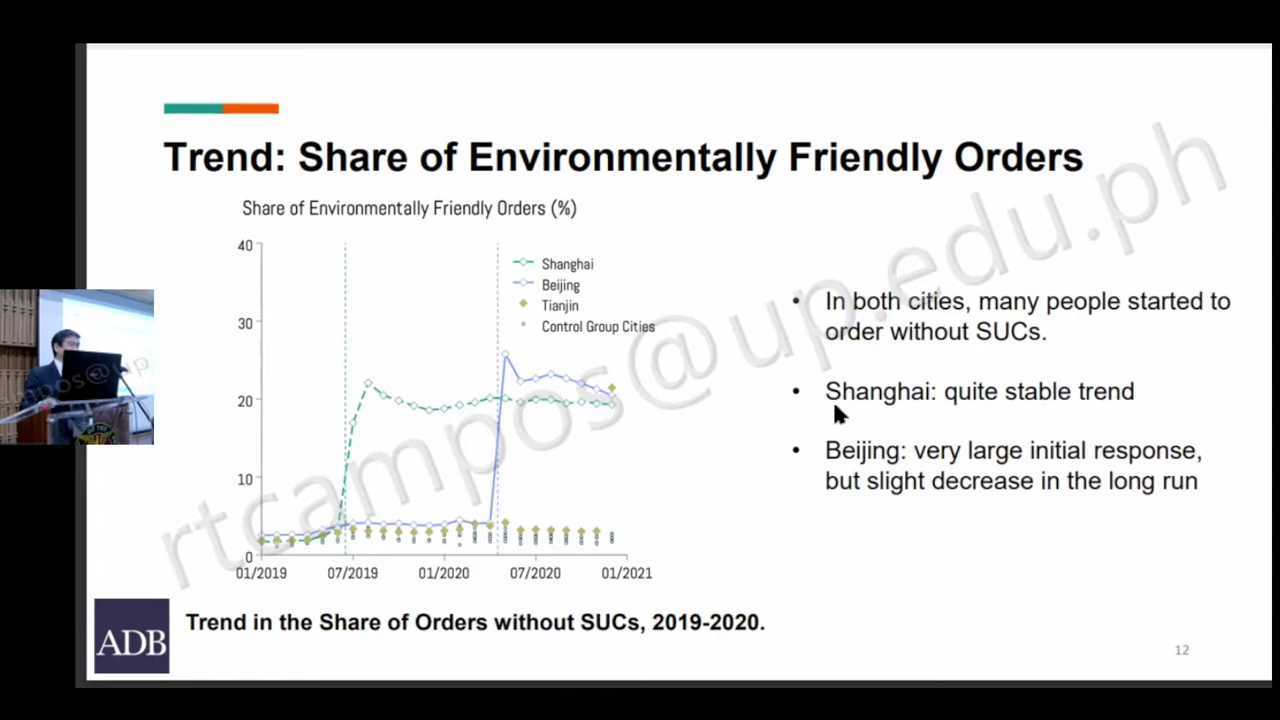 Trend: Share of Environmentally Friendly Orders
Share of Environmentally Friendly Orders (%)
40
30
20
10
0
01/2019 07/2019 01/2020 07/2020 01/2021
Shanghai
Beijing
Tianjin
Control Group Cities
• In both cities, many people started to
order without SUCs.
• Shanghai: quite stable trend
• Beijing: very large initial response,
but slight decrease in the long run
ADB
Trend in the Share of Orders without SUCs, 2019-2020.
12
rtcampos@up.edu.ph